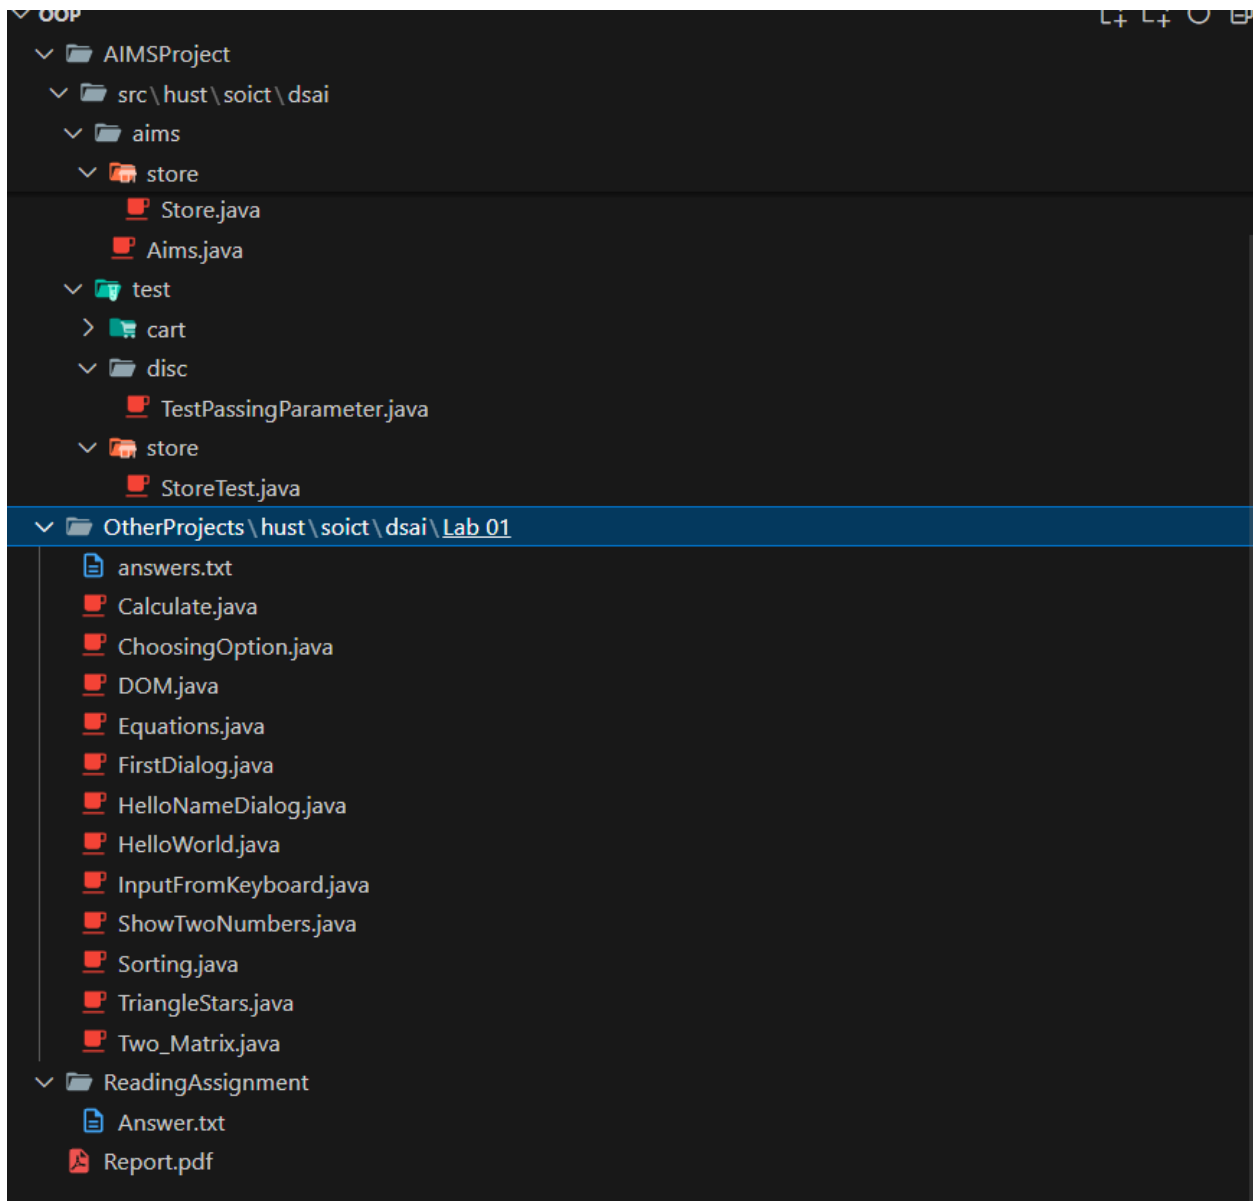 OOP
AIMSProject
src\hust\soict\dsai
aims
store
Store.java
Aims.java
test
cart
disc
TestPassingParameter.java
store
StoreTest.java
OtherProjects\hust\soict\dsai\Lab 01
answers.txt
Calculate.java
ChoosingOption.java
DOM.java
Equations.java
FirstDialog.java
HelloNameDialog.java
HelloWorld.java
InputFromKeyboard.java
ShowTwoNumbers.java
Sorting.java
TriangleStars.java
Two_Matrix.java
ReadingAssignment
Answer.txt
Report.pdf